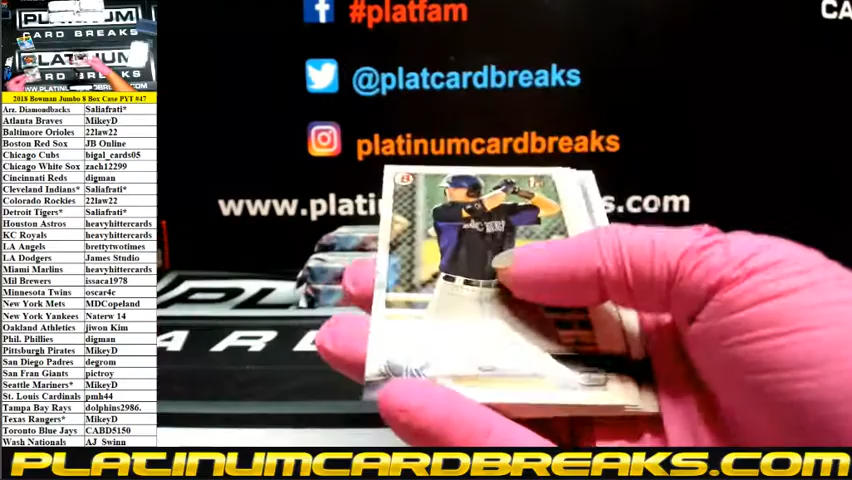 #platfam
CA
@platcardbreaks
platinumcardbreaks
CARD BREAKS
2018 Bowman Jumbo 8 Box Case PYT #47
Arz. Diamondbacks Saliafrati*
Atlanta Braves MikeyD
Baltimore Orioles 22law22
Boston Red Sox JB Online
Chicago Cubs bigal_cards05
Chicago White Sox zach12299
Cincinnati Reds digman
Cleveland Indians* Saliafrati*
Colorado Rockies 22law22
Detroit Tigers* Saliafrati*
Houston Astros heavyhittercards
KC Royals heavyhittercards
LA Angels brettytwotimes
LA Dodgers James Studio
Miami Marlins heavyhittercards
Mil Brewers issaca1978
Minnesota Twins oscar4c
New York Mets MDCopeland
New York Yankees Naterw 14
Oakland Athletics jiwon Kim
Phil. Phillies digman
Pittsburgh Pirates MikeyD
San Diego Padres degrom
San Fran Giants pictroy
Seattle Mariners* MikeyD
St. Louis Cardinals pmh44
Tampa Bay Rays dolphins2986.
Texas Rangers* MikeyD
Toronto Blue Jays CABD5150
Wash Nationals AJ_Swinn
www.platin
s.com
PLATINUMCARDBREAKS.COM